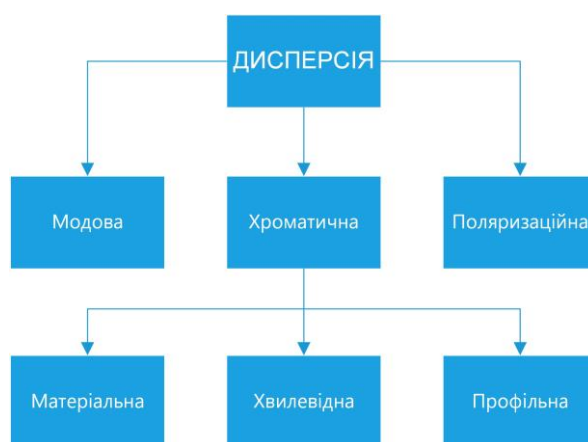 ДИСПЕРСІЯ
Модова
Хроматична
Поляризаційна
Матеріальна
Хвилевідна
Профільна